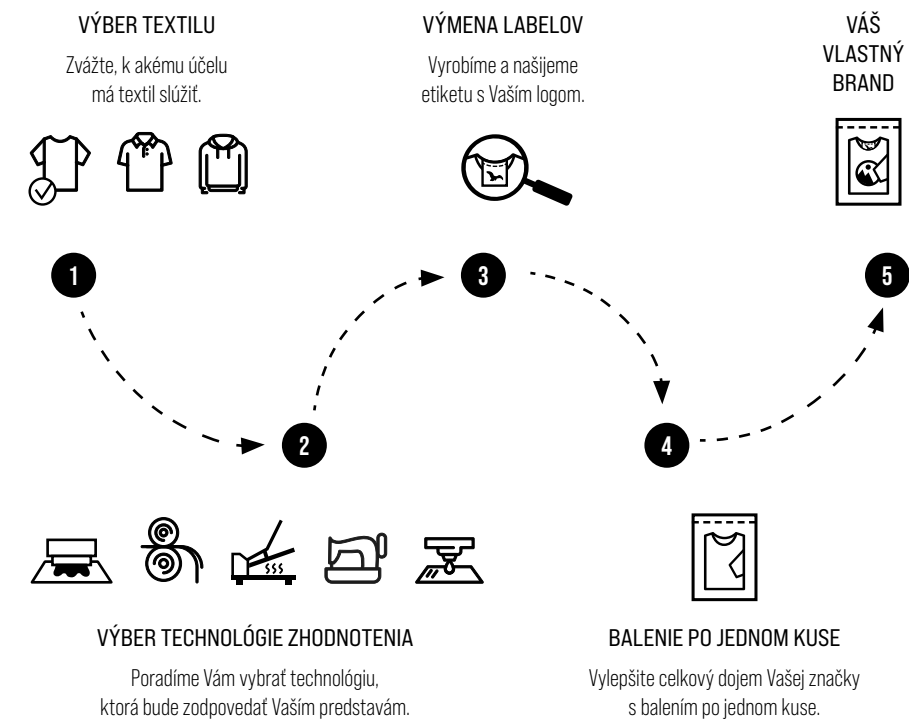 VÝBER TEXTILU
Zvážte, k akému účelu
má textil slúžiť.
1
VÝBER TECHNOLÓGIE ZHODNOTENIA
Poradíme Vám vybrať technológiu,
ktorá bude zodpovedať Vaším predstavám.
2
VÝMENA LABELOV
Vyrobíme a našijeme
etiketu s Vaším logom.
3
BALENIE PO JEDNOM KUSE
Vylepšite celkový dojem Vašej značky
s balením po jednom kuse.
4
VÁŠ
VLASTNÝ
BRAND
5